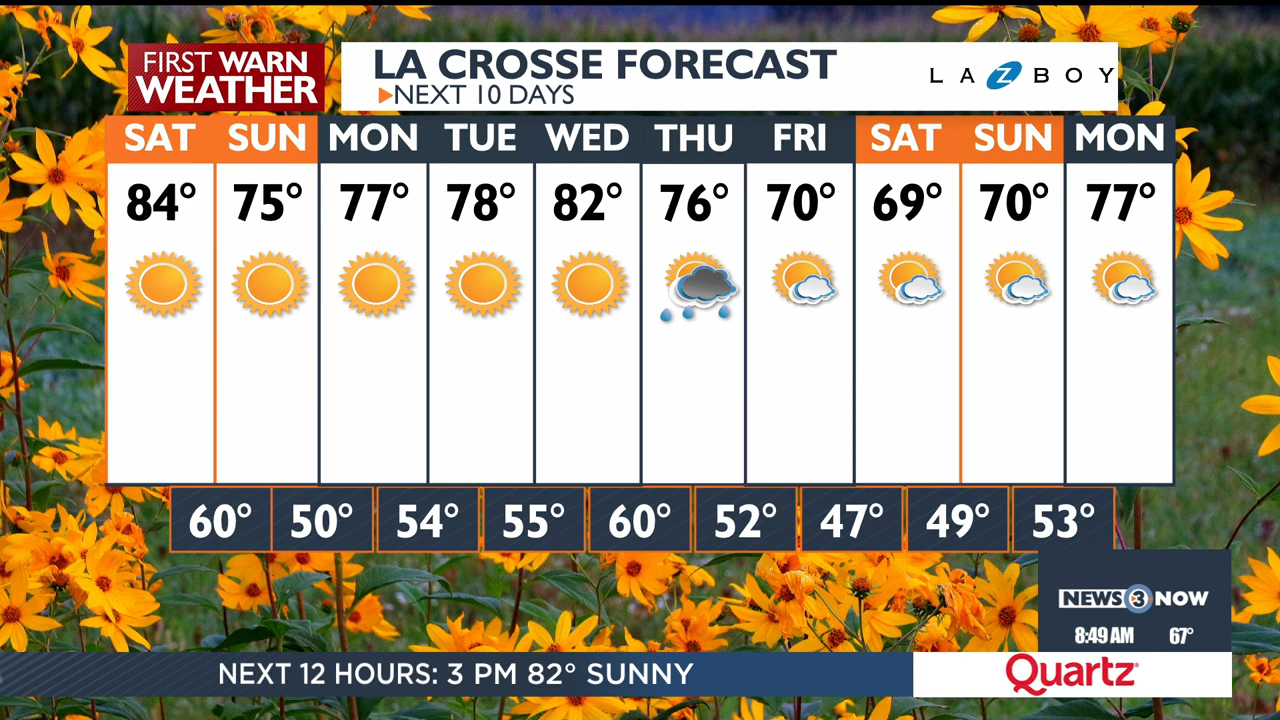 FIRST WARN
WEATHER
LA CROSSE FORECAST
NEXT 10 DAYS
LA Z BOY
SAT SUN MON TUE WED THU FRI SAT SUN MON
84° 75° 77° 78° 82° 76° 70° 69° 70° 77°
60° 50° 54° 55° 60° 52° 47° 49° 53°
NEWS 3 NOW
8:49 AM 67°
NEXT 12 HOURS: 3 PM 82° SUNNY
Quartz